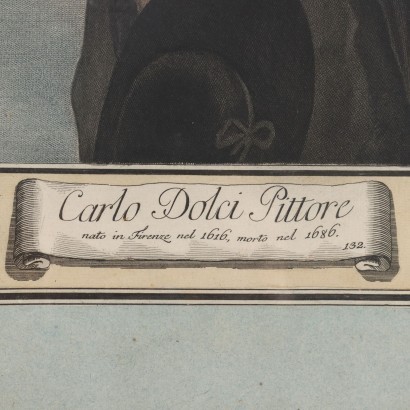 Carlo Dolci Pittore
nato in Firenze nel 1616, morto nel 1686.
132.